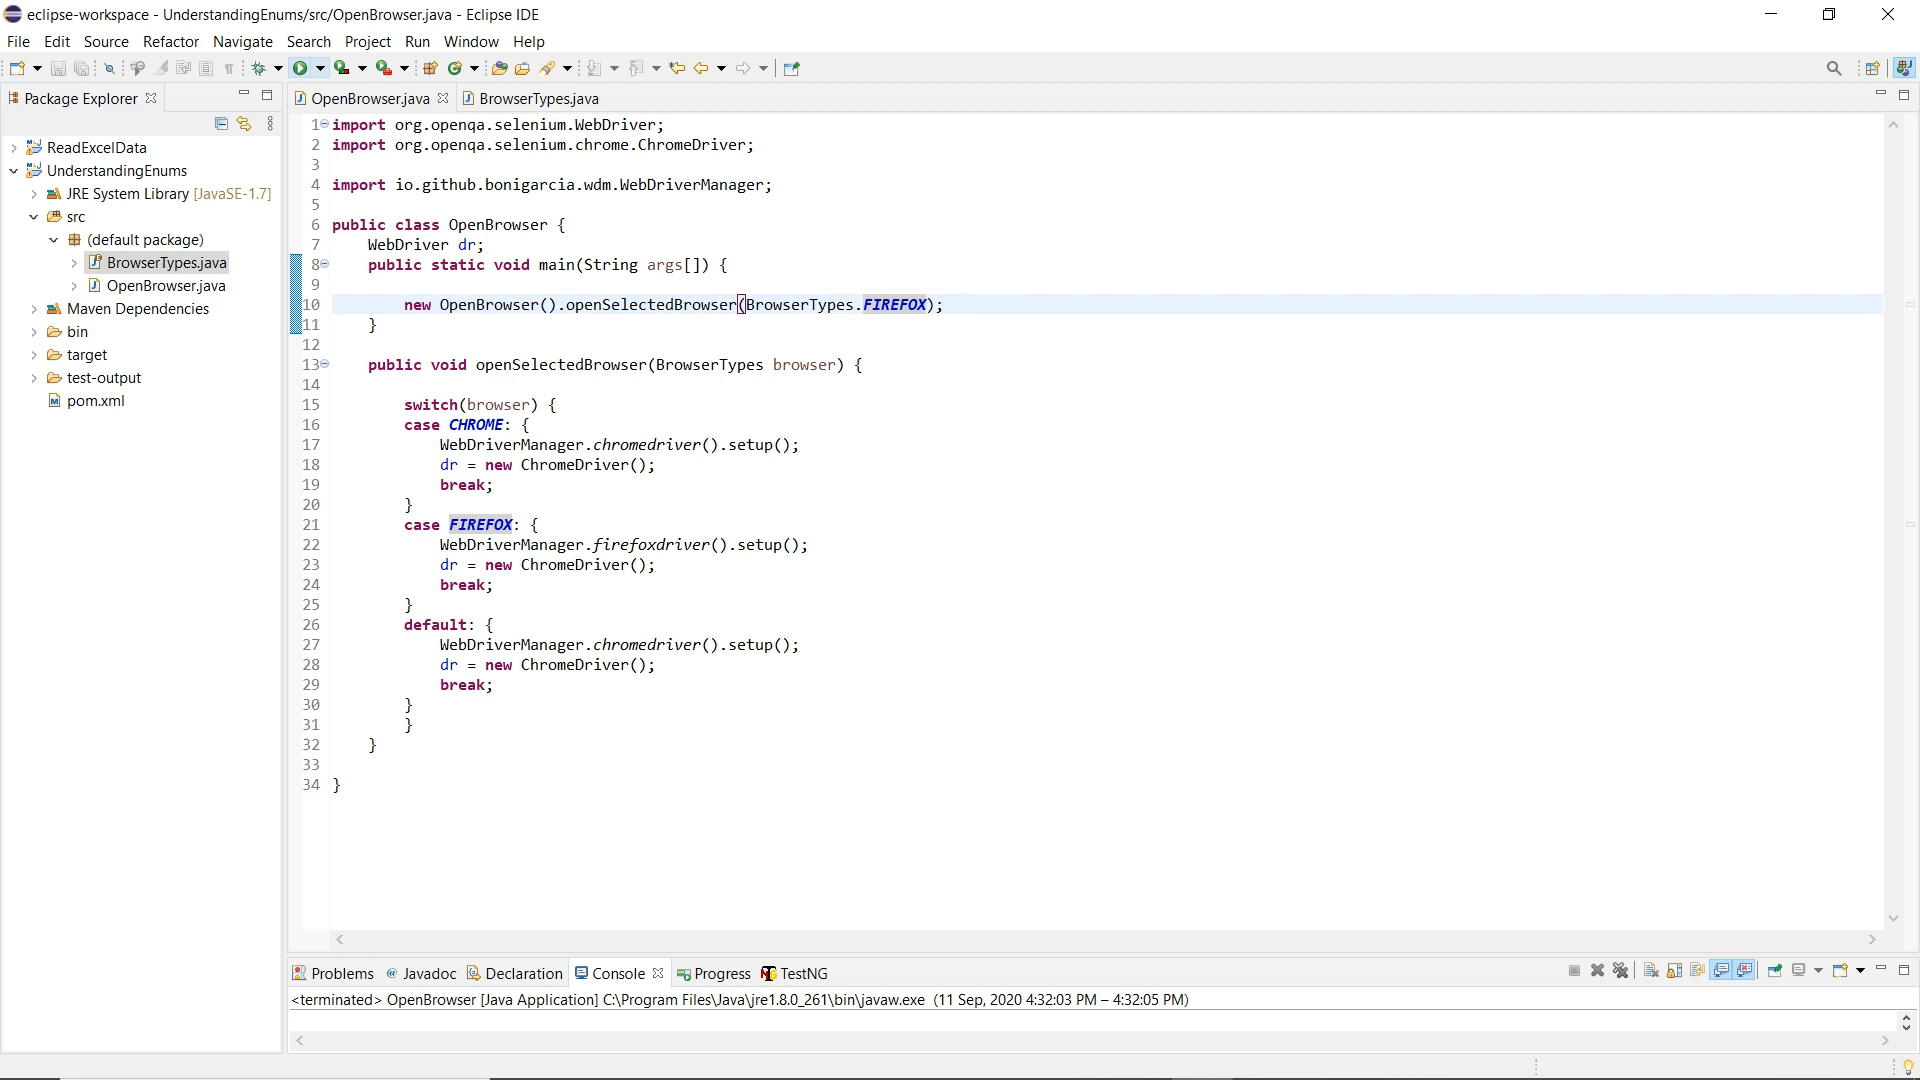 eclipse-workspace - UnderstandingEnums/src/OpenBrowser.java - Eclipse IDE
File Edit Source Refactor Navigate Search Project Run Window Help
Package Explorer
ReadExcelData
UnderstandingEnums
JRE System Library [JavaSE-1.7]
src
(default package)
BrowserTypes.java
OpenBrowser.java
Maven Dependencies
bin
target
test-output
pom.xml
OpenBrowser.java BrowserTypes.java
1 import org.openqa.selenium.WebDriver;
2 import org.openqa.selenium.chrome.ChromeDriver;
3
4 import io.github.bonigarcia.wdm.WebDriverManager;
5
6 public class OpenBrowser {
7 WebDriver dr;
8 public static void main(String args[]) {
9
10 new OpenBrowser().openSelectedBrowser(BrowserTypes.FIREFOX);
11 }
12
13 public void openSelectedBrowser(BrowserTypes browser) {
14
15 switch(browser) {
16 case CHROME: {
17 WebDriverManager.chromedriver().setup();
18 dr = new ChromeDriver();
19 break;
20 }
21 case FIREFOX: {
22 WebDriverManager.firefoxdriver().setup();
23 dr = new ChromeDriver();
24 break;
25 }
26 default: {
27 WebDriverManager.chromedriver().setup();
28 dr = new ChromeDriver();
29 break;
30 }
31 }
32 }
33
34 }
Problems @ Javadoc Declaration Console Progress TestNG
<terminated> OpenBrowser [Java Application] C:\Program Files\Java\jre1.8.0_261\bin\javaw.exe (11 Sep, 2020 4:32:03 PM – 4:32:05 PM)